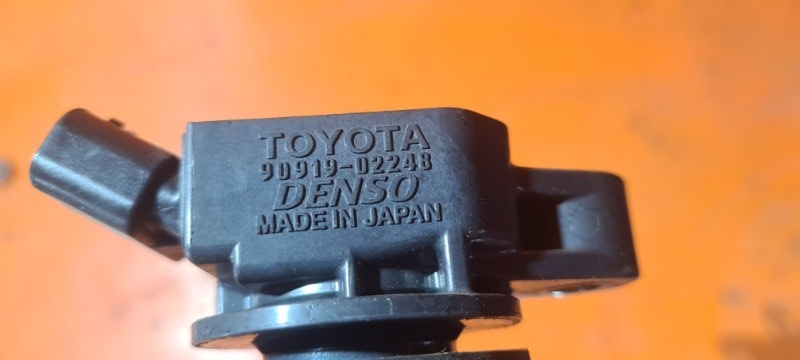 TOYOTA
90919-02248
DENSO
MADE IN JAPAN